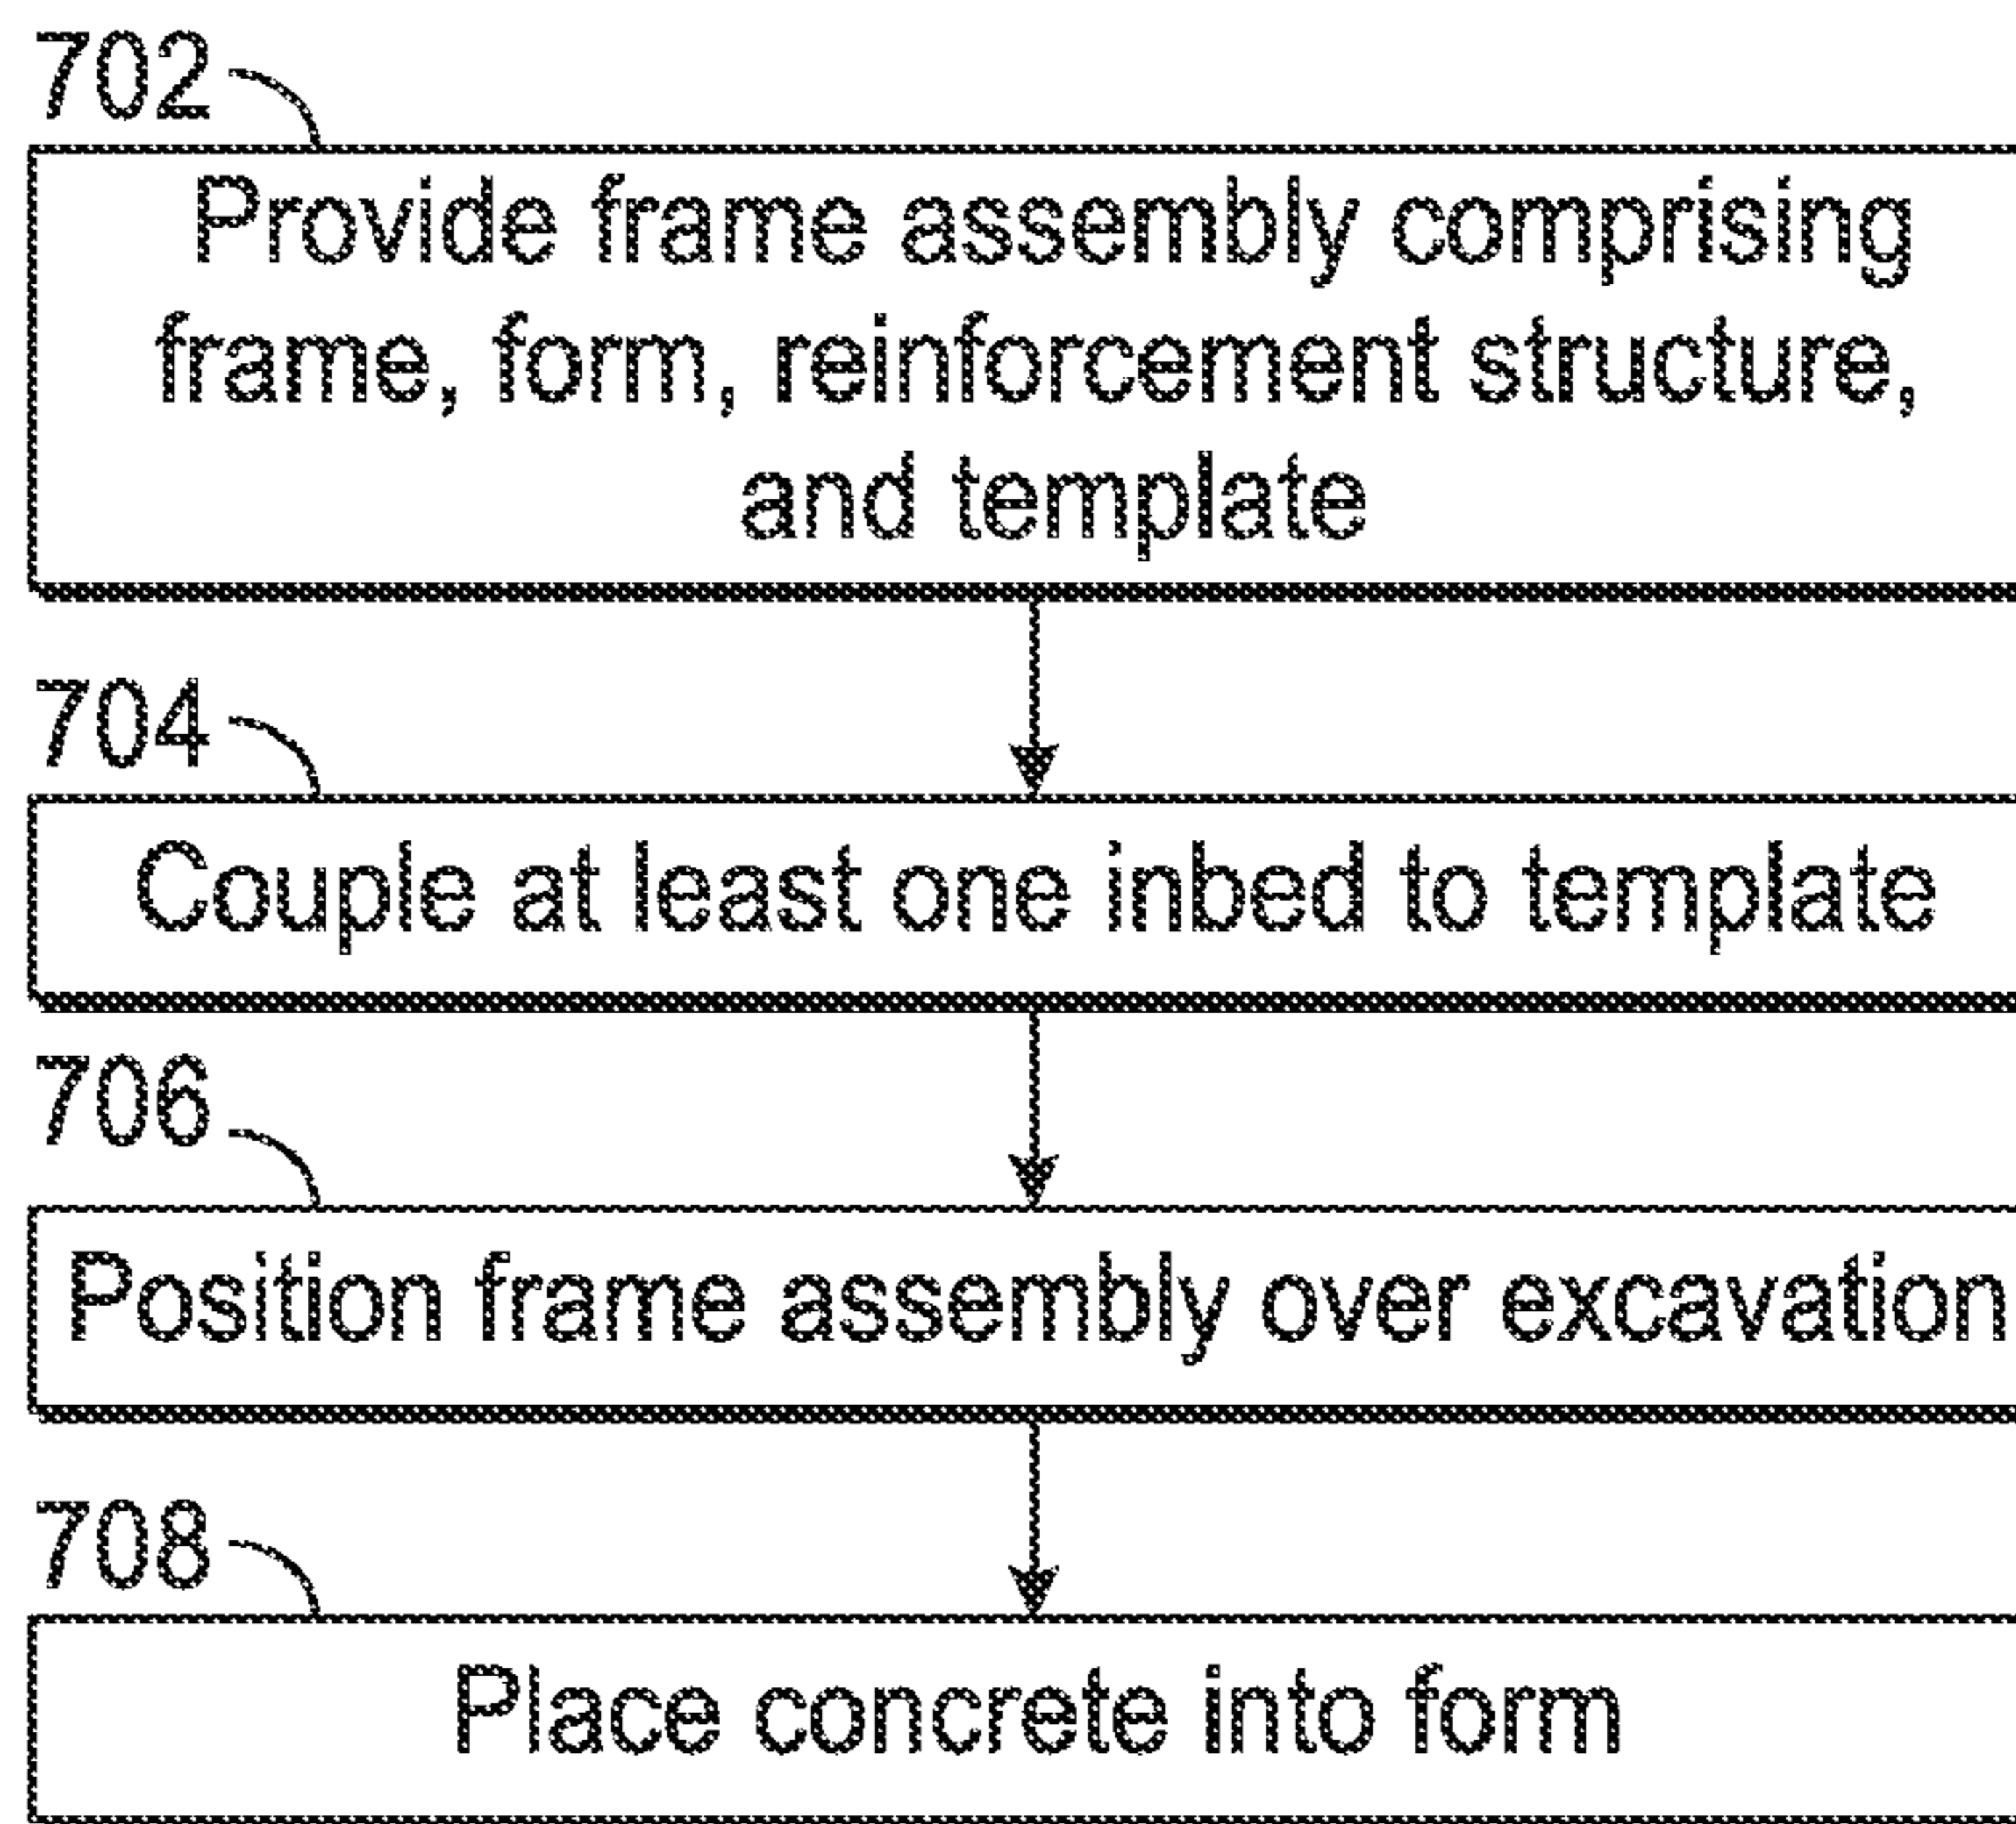 702
Provide frame assembly comprising
frame, form, reinforcement structure,
and template
704
Couple at least one inbed to template
706
Position frame assembly over excavation
708
Place concrete into form